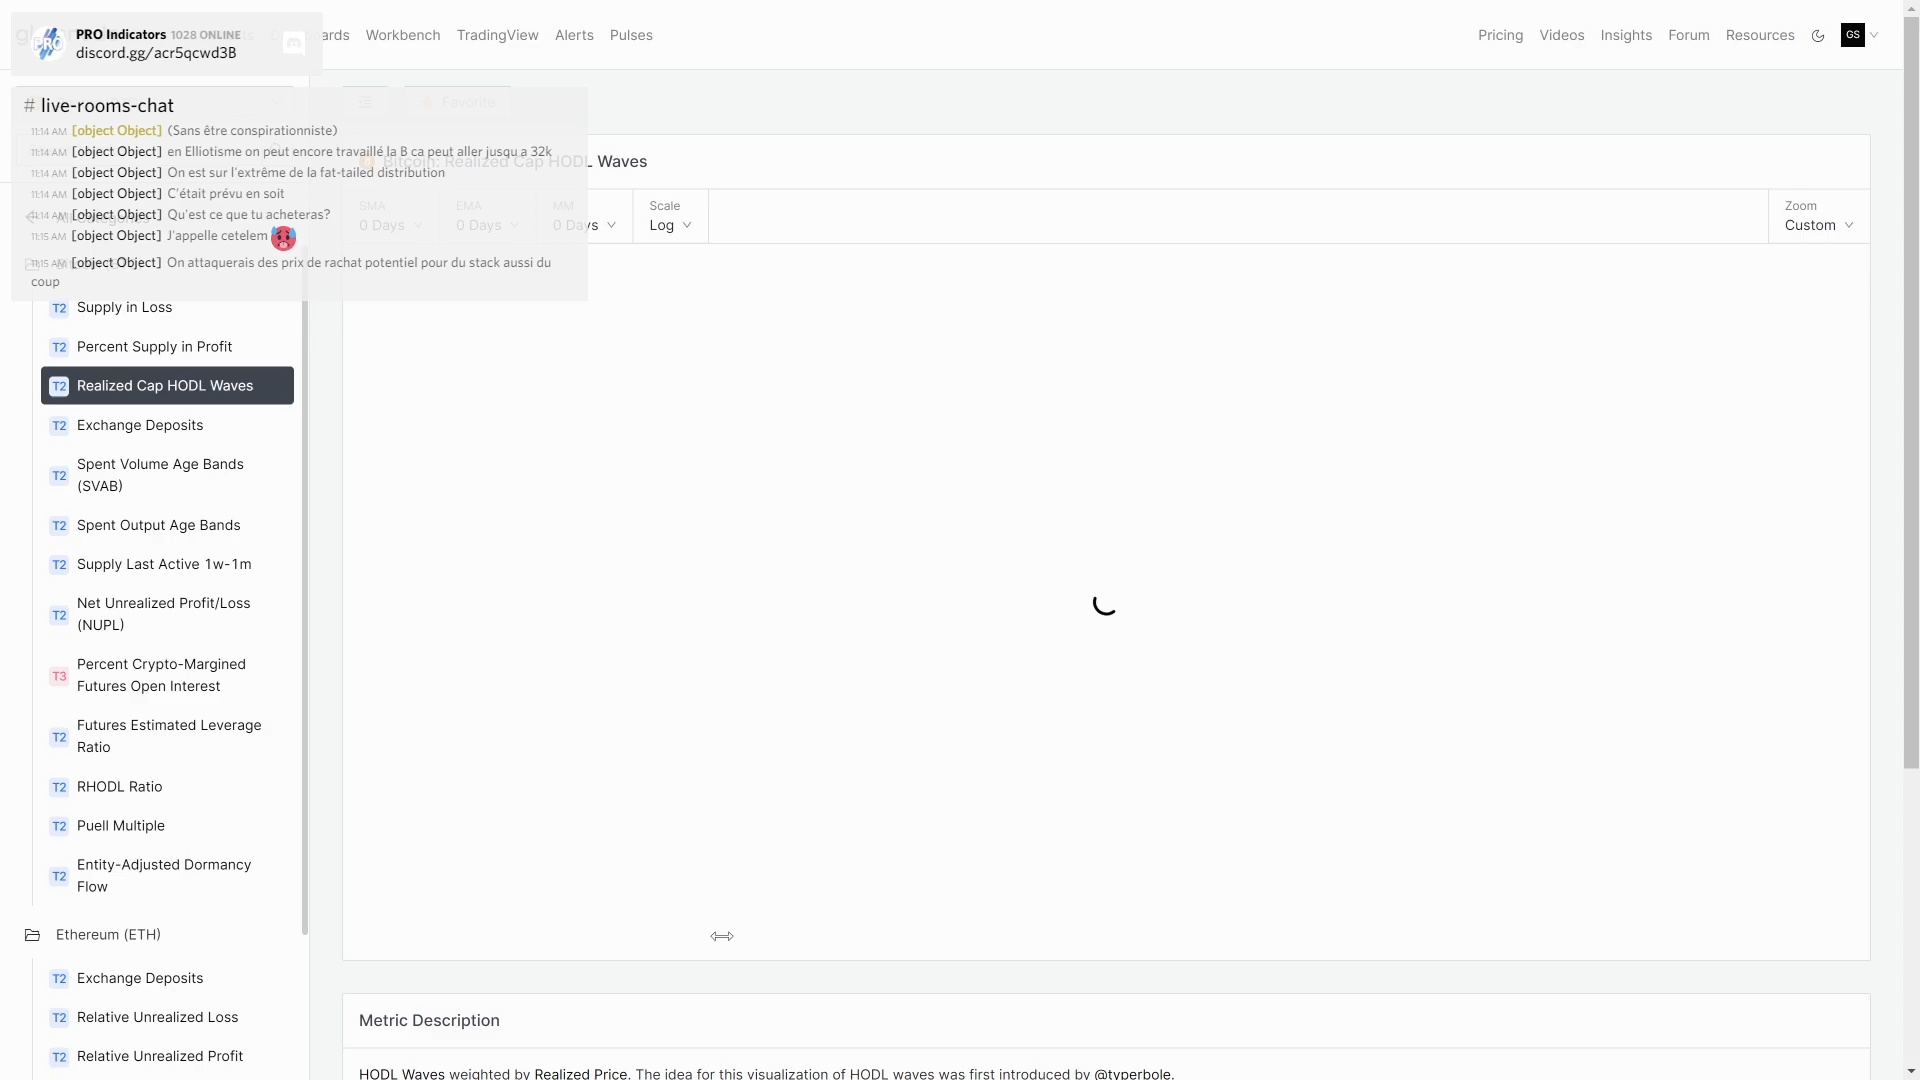 PRO Indicators 1028 ONLINE
discord.gg/acr5qcwd3B
PRO
Workbench TradingView Alerts Pulses
Pricing Videos Insights Forum Resources GS
# live-rooms-chat
Favorite
11:14 AM [object Object] (Sans être conspirationniste)
11:14 AM [object Object] en Elliotisme on peut encore travaillé la B ca peut aller jusqu a 32k
Bitcoin: Realized Cap HODL Waves
11:14 AM [object Object] On est sur l'extrême de la fat-tailed distribution
11:14 AM [object Object] C'était prévu en soit
11:14 AM [object Object] Qu'est ce que tu acheteras?
11:15 AM [object Object] J'appelle cetelem
11:15 AM [object Object] On attaquerais des prix de rachat potentiel pour du stack aussi du
coup
SMA
0 Days
EMA
0 Days
MM
0 Days
Scale
Log
Zoom
Custom
T2 Supply in Loss
T2 Percent Supply in Profit
T2 Realized Cap HODL Waves
T2 Exchange Deposits
T2 Spent Volume Age Bands
(SVAB)
T2 Spent Output Age Bands
T2 Supply Last Active 1w-1m
T2 Net Unrealized Profit/Loss
(NUPL)
T3 Percent Crypto-Margined
Futures Open Interest
T2 Futures Estimated Leverage
Ratio
T2 RHODL Ratio
T2 Puell Multiple
T2 Entity-Adjusted Dormancy
Flow
Ethereum (ETH)
T2 Exchange Deposits
T2 Relative Unrealized Loss
T2 Relative Unrealized Profit
Metric Description
HODL Waves weighted by Realized Price. The idea for this visualization of HODL waves was first introduced by @typerbole.